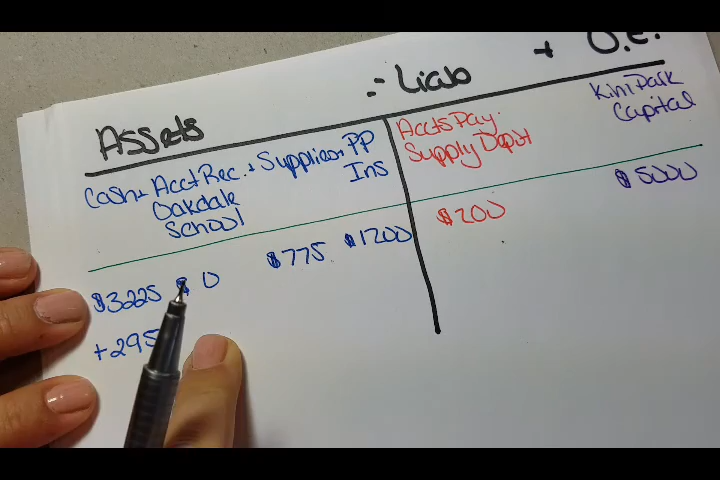 Assets = Liab + O.E.
Cash + Acct Rec. + Supplies + PP
Oakdale
School
Ins
Accts Pay.
Supply Depot
Kim Park
Capital
$3225 $ 0 $775 $1200 $200 $5000
+295